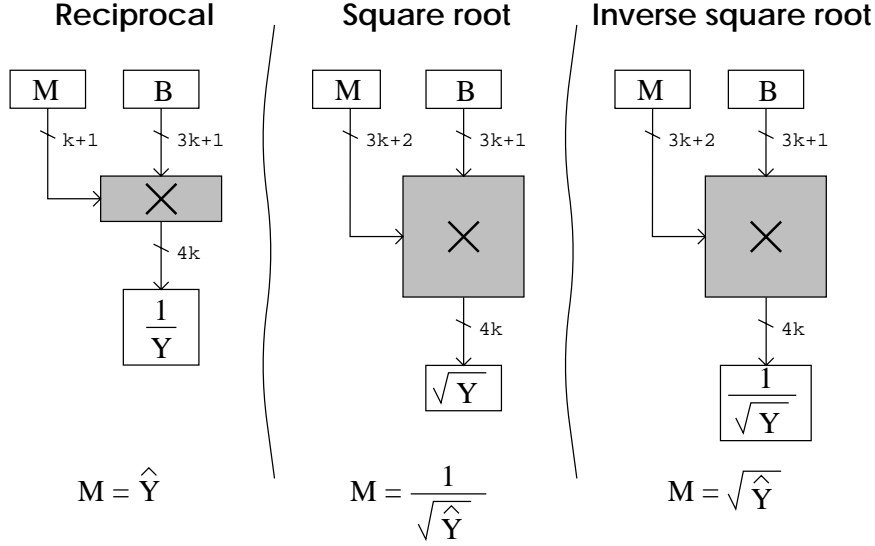 Reciprocal Square root Inverse square root
M B M B M B
k+1 3k+1 3k+2 3k+1 3k+2 3k+1
× × ×
4k 4k 4k
1/Y √Y 1/√Y
M = Ŷ M = 1/√Ŷ M = √Ŷ